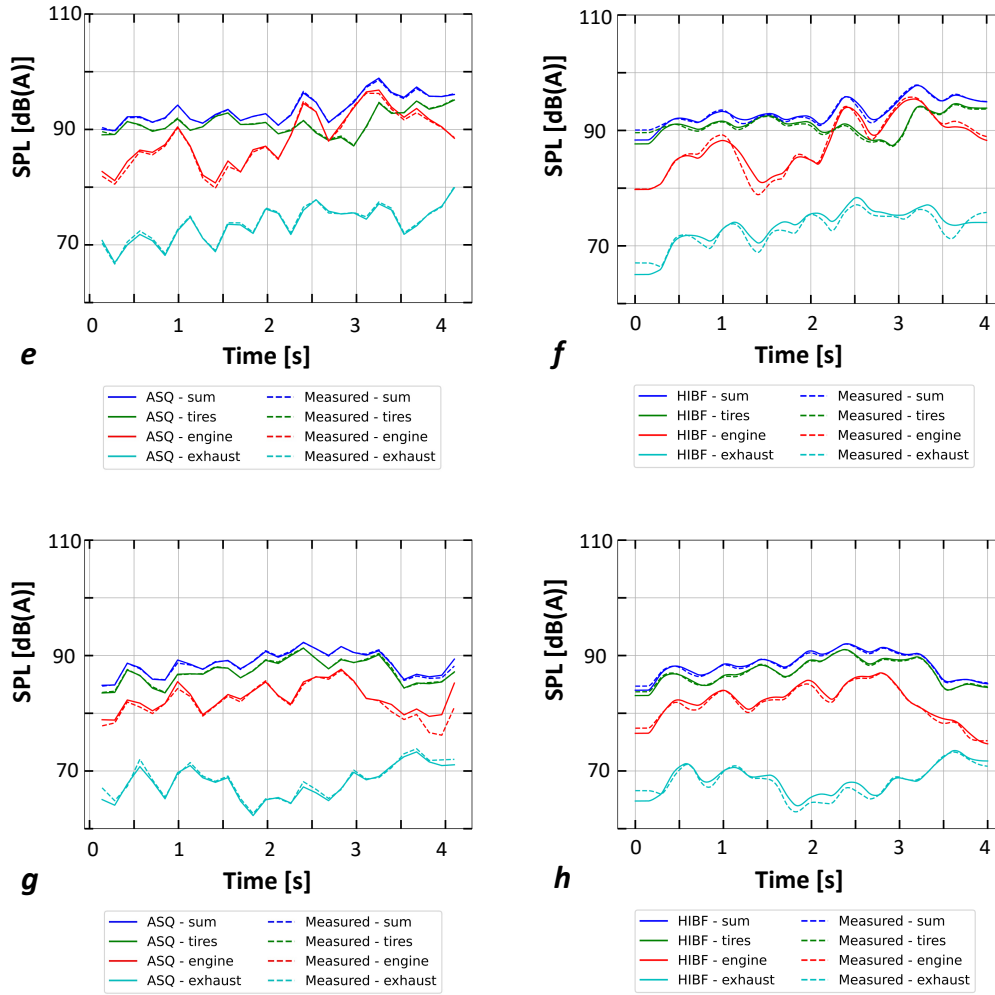 110
90
70
SPL [dB(A)]
0 1 2 3 4
e
Time [s]
ASQ - sum Measured - sum
ASQ - tires Measured - tires
ASQ - engine Measured - engine
ASQ - exhaust Measured - exhaust
110
90
70
SPL [dB(A)]
0 1 2 3 4
f
Time [s]
HIBF - sum Measured - sum
HIBF - tires Measured - tires
HIBF - engine Measured - engine
HIBF - exhaust Measured - exhaust
110
90
70
SPL [dB(A)]
0 1 2 3 4
g
Time [s]
ASQ - sum Measured - sum
ASQ - tires Measured - tires
ASQ - engine Measured - engine
ASQ - exhaust Measured - exhaust
110
90
70
SPL [dB(A)]
0 1 2 3 4
h
Time [s]
HIBF - sum Measured - sum
HIBF - tires Measured - tires
HIBF - engine Measured - engine
HIBF - exhaust Measured - exhaust